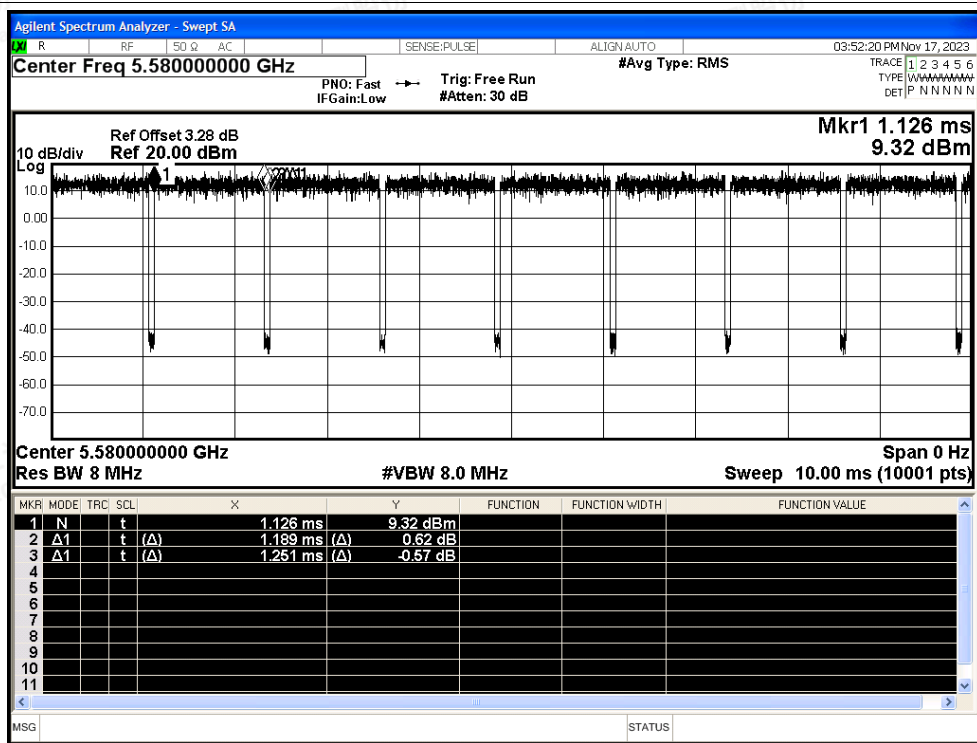 Agilent Spectrum Analyzer - Swept SA
LXI R RF 50 Ω AC SENSE:PULSE ALIGN AUTO 03:52:20 PM Nov 17, 2023
Center Freq 5.580000000 GHz
PNO: Fast
IFGain:Low
Trig: Free Run
#Atten: 30 dB
#Avg Type: RMS
TRACE 1 2 3 4 5 6
TYPE
DET P N N N N N
Ref Offset 3.28 dB
Ref 20.00 dBm
Mkr1 1.126 ms
9.32 dBm
10 dB/div
Log
1
10.0
0.00
-10.0
-20.0
-30.0
-40.0
-50.0
-60.0
-70.0
Center 5.580000000 GHz Span 0 Hz
Res BW 8 MHz #VBW 8.0 MHz Sweep 10.00 ms (10001 pts)
MKR MODE TRC SCL X Y FUNCTION FUNCTION WIDTH FUNCTION VALUE
1 N t 1.126 ms 9.32 dBm
2 Δ1 t (Δ) 1.189 ms (Δ) 0.62 dB
3 Δ1 t (Δ) 1.251 ms (Δ) -0.57 dB
4
5
6
7
8
9
10
11
MSG STATUS